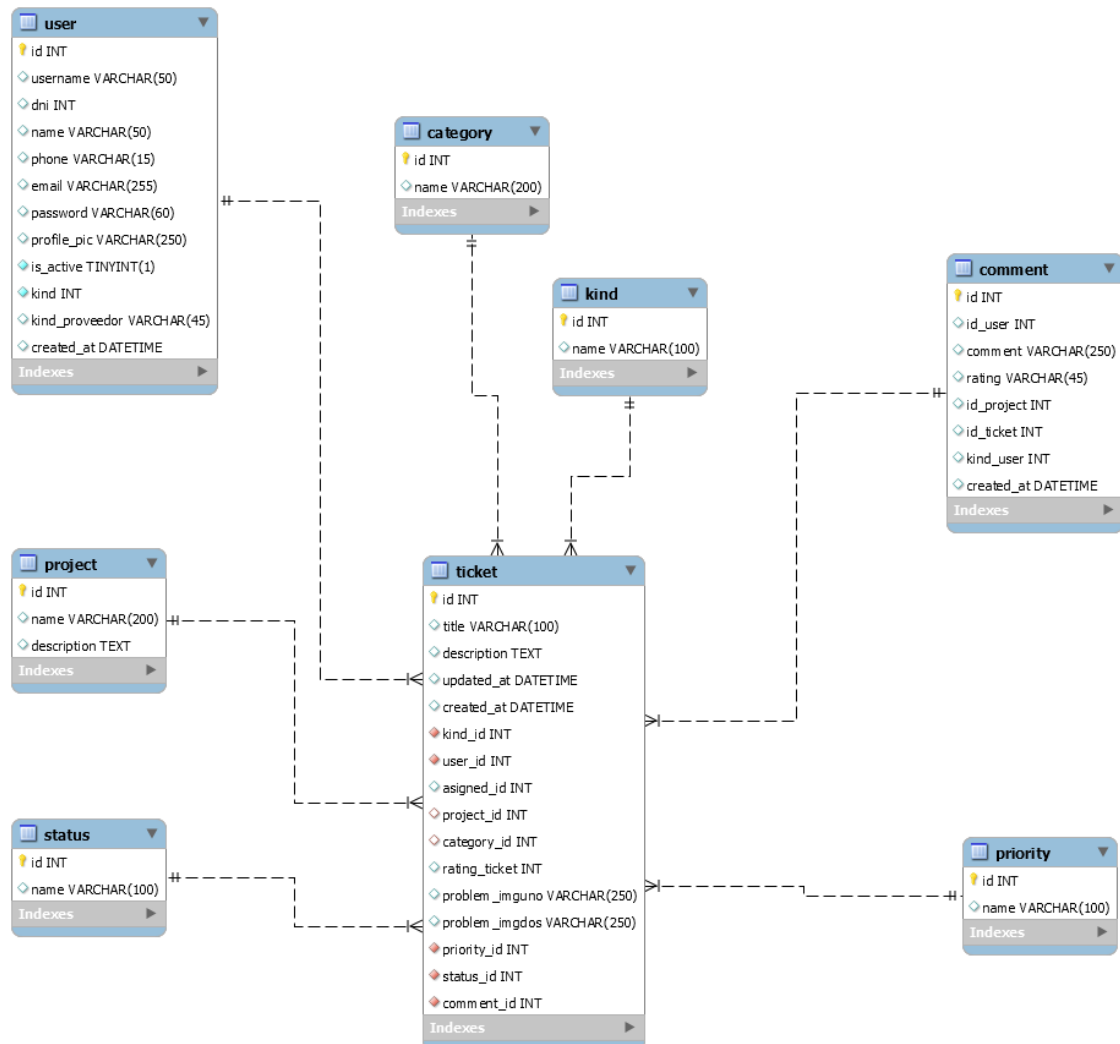 user
id INT
username VARCHAR(50)
dni INT
name VARCHAR(50)
phone VARCHAR(15)
email VARCHAR(255)
password VARCHAR(60)
profile_pic VARCHAR(250)
is_active TINYINT(1)
kind INT
kind_proveedor VARCHAR(45)
created_at DATETIME
Indexes
category
id INT
name VARCHAR(200)
Indexes
kind
id INT
name VARCHAR(100)
Indexes
comment
id INT
id_user INT
comment VARCHAR(250)
rating VARCHAR(45)
id_project INT
id_ticket INT
kind_user INT
created_at DATETIME
Indexes
project
id INT
name VARCHAR(200)
description TEXT
Indexes
ticket
id INT
title VARCHAR(100)
description TEXT
updated_at DATETIME
created_at DATETIME
kind_id INT
user_id INT
asigned_id INT
project_id INT
category_id INT
rating_ticket INT
problem_imguno VARCHAR(250)
problem_imgdos VARCHAR(250)
priority_id INT
status_id INT
comment_id INT
Indexes
status
id INT
name VARCHAR(100)
Indexes
priority
id INT
name VARCHAR(100)
Indexes